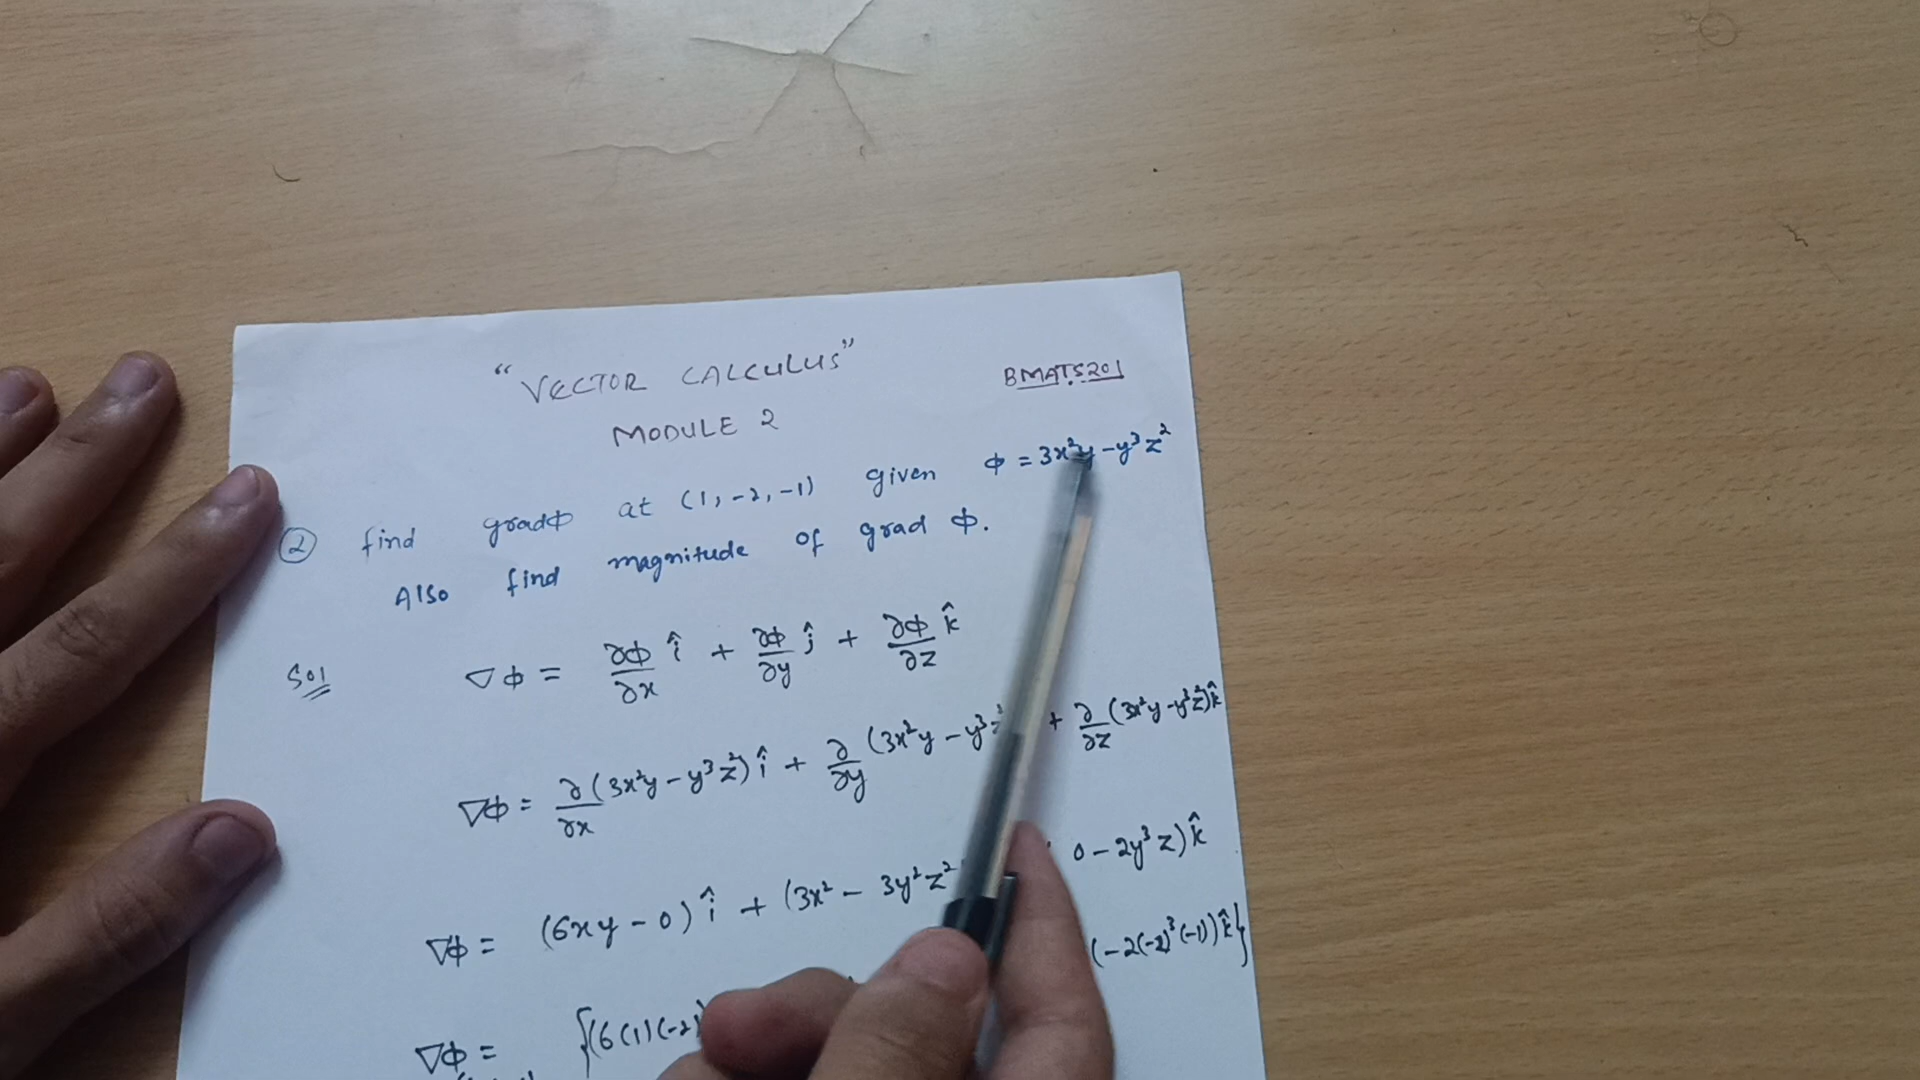 “VECTOR CALCULUS”
BMATS201
MODULE 2
② find gradϕ at (1, -2, -1) given ϕ = 3x²y - y³z²
Also find magnitude of grad ϕ.
Sol ∇ϕ = ∂ϕ/∂x î + ∂ϕ/∂y ĵ + ∂ϕ/∂z k̂
∇ϕ = ∂/∂x (3x²y - y³z²) î + ∂/∂y (3x²y - y³ + ∂/∂z (3x²y - y³z²) k̂
∇ϕ = (6xy - 0) î + (3x² - 3y²z² 0 - 2y³z) k̂
∇ϕ = {(6(1)(-2) (-2(-2)³(-1)) k̂}